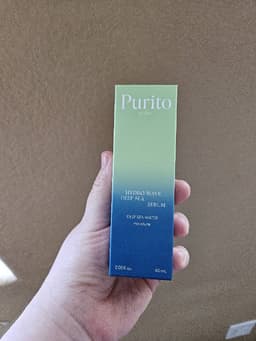 Purito
HYDRO WAVE
DEEP SEA
SERUM
DEEP SEA WATER
60 mL